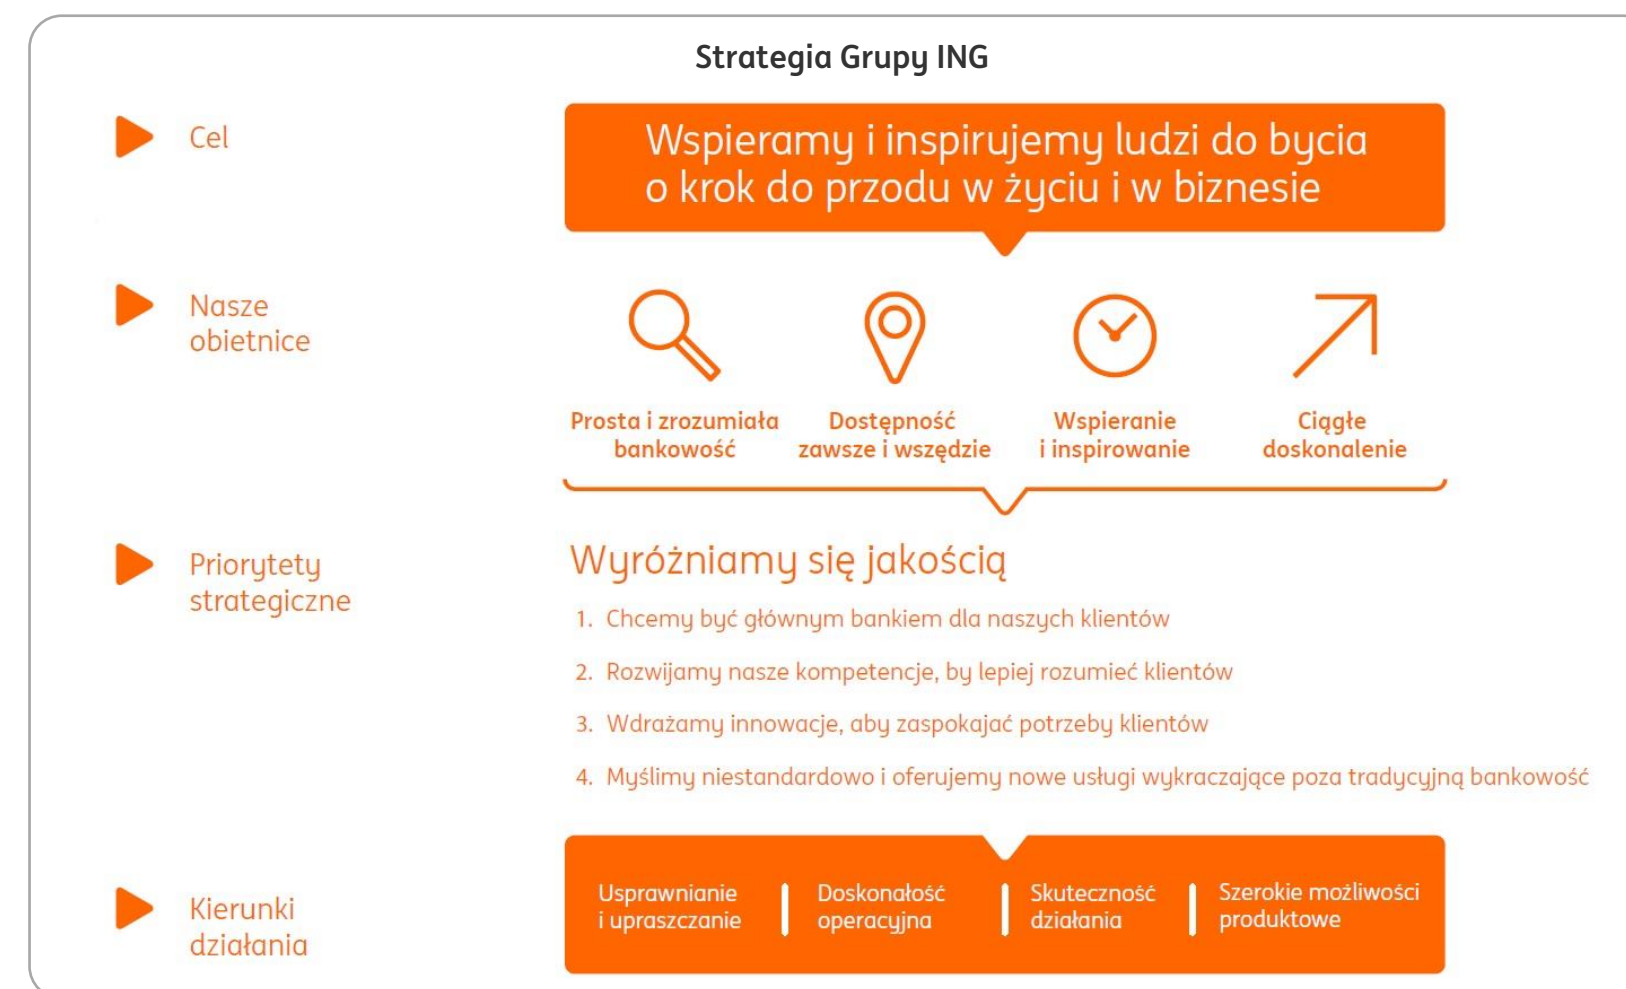 Strategia Grupy ING
Cel
Wspieramy i inspirujemy ludzi do bycia
o krok do przodu w życiu i w biznesie
Nasze
obietnice
Prosta i zrozumiała
bankowość
Dostępność
zawsze i wszędzie
Wspieranie
i inspirowanie
Ciągłe
doskonalenie
Priorytety
strategiczne
Wyróżniamy się jakością
1. Chcemy być głównym bankiem dla naszych klientów
2. Rozwijamy nasze kompetencje, by lepiej rozumieć klientów
3. Wdrażamy innowacje, aby zaspokajać potrzeby klientów
4. Myślimy niestandardowo i oferujemy nowe usługi wykraczające poza tradycyjną bankowość
Kierunki
działania
Usprawnianie
i upraszczanie
Doskonałość
operacyjna
Skuteczność
działania
Szerokie możliwości
produktowe